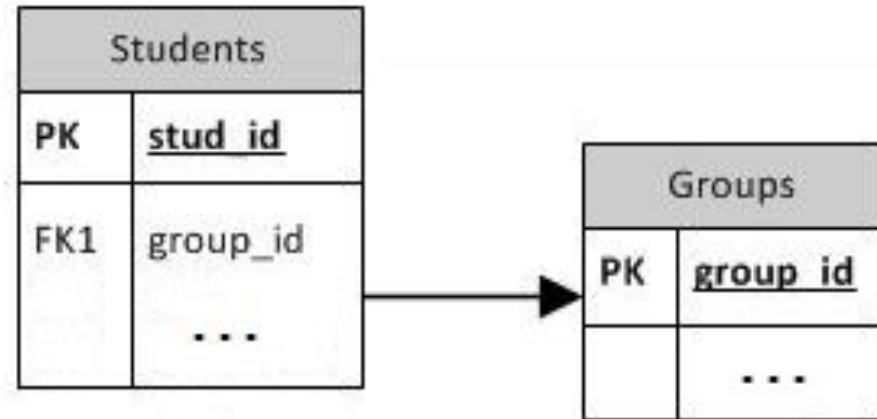 Students
PK stud_id
FK1 group_id
...
Groups
PK group_id
...